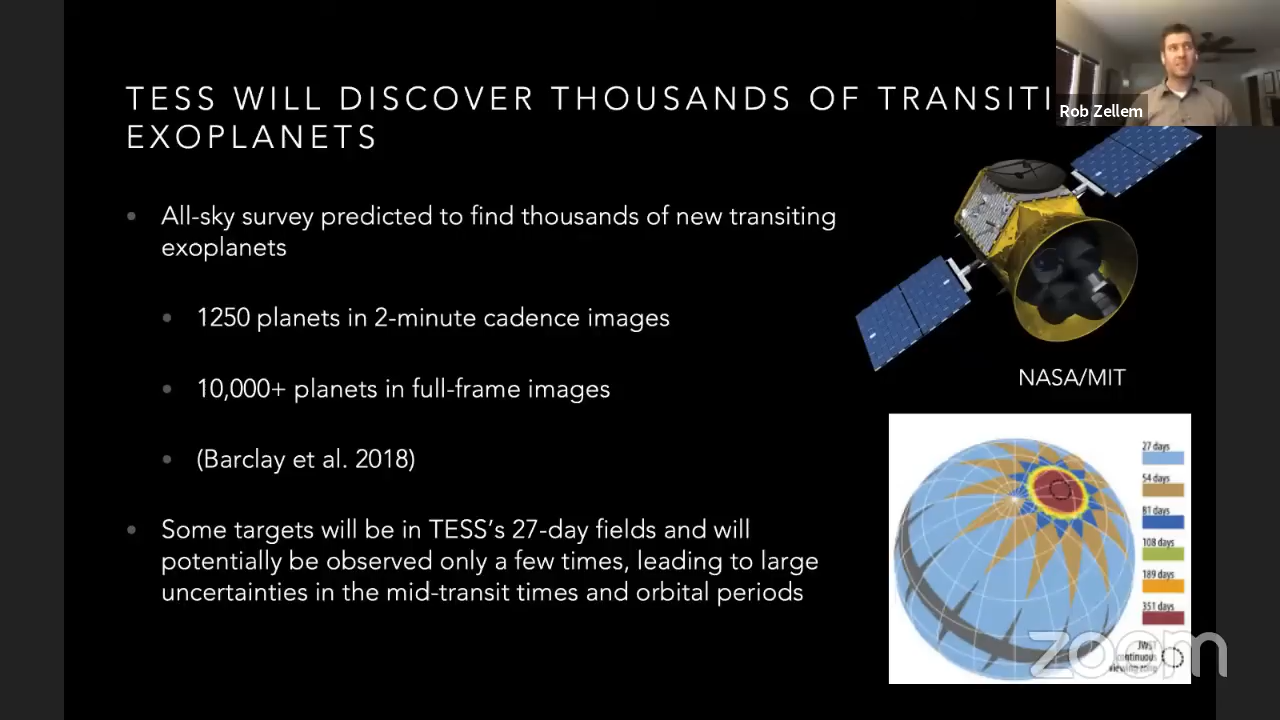 TESS WILL DISCOVER THOUSANDS OF TRANSITI
EXOPLANETS
Rob Zellem
All-sky survey predicted to find thousands of new transiting
exoplanets
1250 planets in 2-minute cadence images
10,000+ planets in full-frame images
(Barclay et al. 2018)
Some targets will be in TESS's 27-day fields and will
potentially be observed only a few times, leading to large
uncertainties in the mid-transit times and orbital periods
NASA/MIT
27 days
54 days
81 days
108 days
189 days
351 days
JWST
continuous
viewing zone
zoom